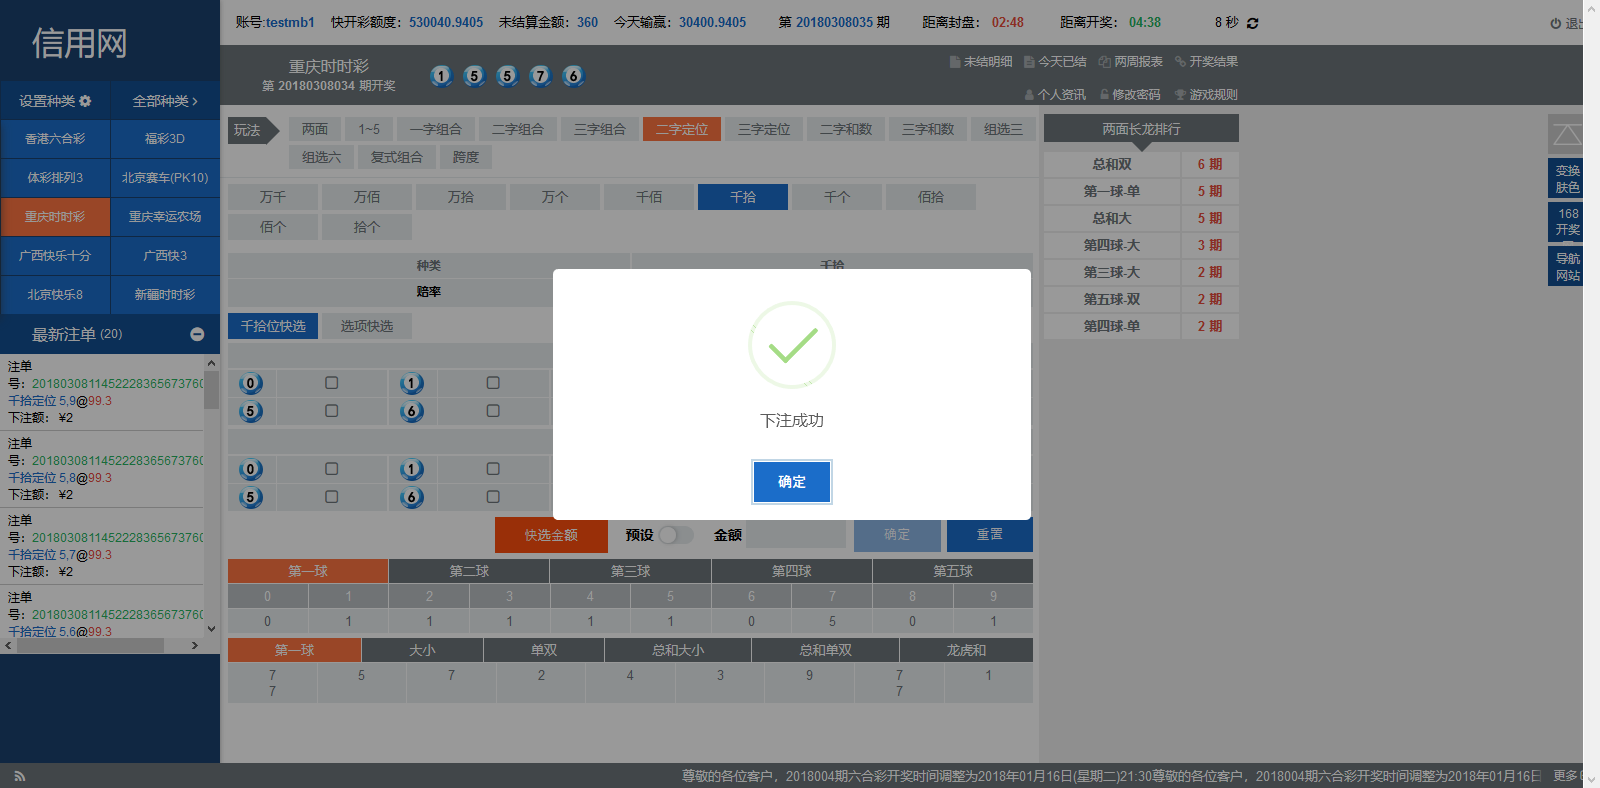 信用网
账号:testmb1 快开彩额度：530040.9405 未结算金额：360 今天输赢：30400.9405 第 20180308035 期 距离封盘： 02:48 距离开奖： 04:38 8 秒
重庆时时彩
第 20180308034 期开奖
1 5 5 7 6
未结明细 今天已结 两周报表 开奖结果
个人资讯 修改密码 游戏规则
设置种类 全部种类
香港六合彩 福彩3D
体彩排列3 北京赛车(PK10)
重庆时时彩 重庆幸运农场
广西快乐十分 广西快3
北京快乐8 新疆时时彩
最新注单 (20)
注单
号：2018030811452228365673760
千拾定位 5,9@99.3
下注额： ¥2
注单
号：2018030811452228365673760
千拾定位 5,8@99.3
下注额： ¥2
注单
号：2018030811452228365673760
千拾定位 5,7@99.3
下注额： ¥2
注单
号：2018030811452228365673760
千拾定位 5,6@99.3
玩法 两面 1~5 一字组合 二字组合 三字组合 二字定位 三字定位 二字和数 三字和数 组选三
组选六 复式组合 跨度
万千 万佰 万拾 万个 千佰 千拾 千个 佰拾
佰个 拾个
种类 千拾
赔率
千拾位快选 选项快选
0 1
5 6
0 1
5 6
下注成功
确定
快选金额 预设 金额 确定 重置
第一球 第二球 第三球 第四球 第五球
0 1 2 3 4 5 6 7 8 9
0 1 1 1 1 1 0 5 0 1
第一球 大小 单双 总和大小 总和单双 龙虎和
7 5 7 2 4 3 9 7 1
7 7
两面长龙排行
总和双 6 期
第一球-单 5 期
总和大 5 期
第四球-大 3 期
第三球-大 2 期
第五球-双 2 期
第四球-单 2 期
变换
肤色
168
开奖
导航
网站
尊敬的各位客户，2018004期六合彩开奖时间调整为2018年01月16日(星期二)21:30尊敬的各位客户，2018004期六合彩开奖时间调整为2018年01月16日 更多